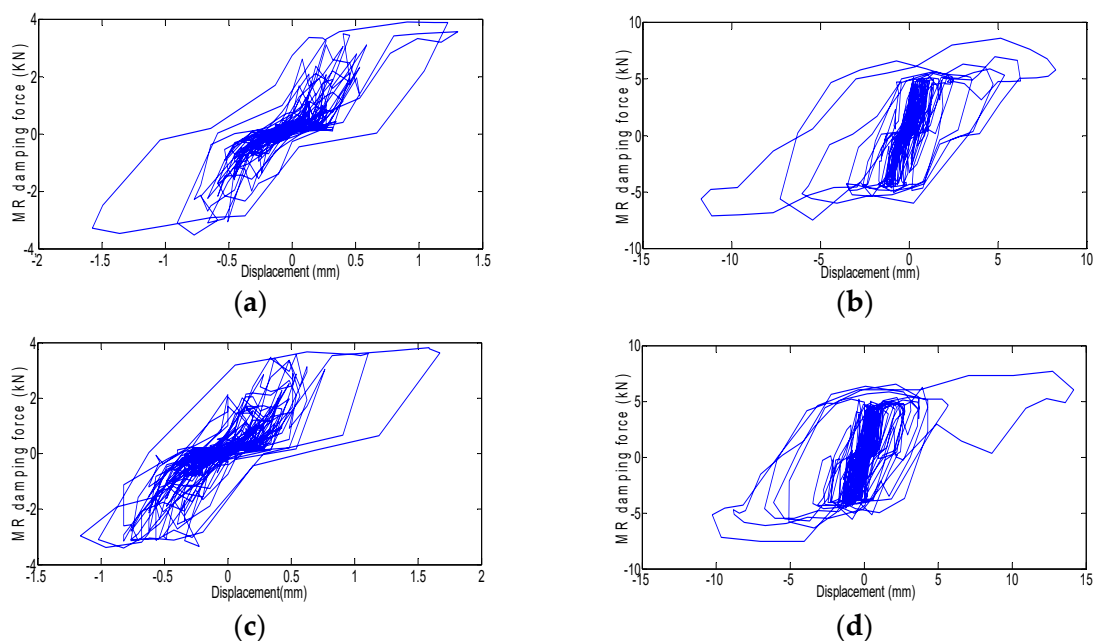 4
2
0
-2
-4
-2 -1.5 -1 -0.5 0 0.5 1 1.5
MR damping force (KN)
Displacement (mm)
(a)
10
5
0
-5
-10
-15 -10 -5 0 5 10
MR damping force (kN)
Displacement (mm)
(b)
4
2
0
-2
-4
-1.5 -1 -0.5 0 0.5 1 1.5 2
MR damping force (kN)
Displacement(mm)
(c)
10
5
0
-5
-10
-15 -10 -5 0 5 10 15
MR damping force (kN)
Displacement (mm)
(d)